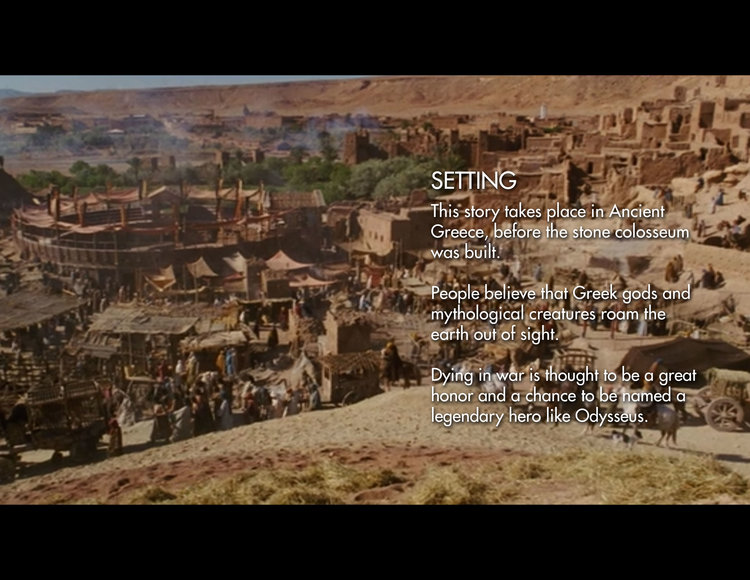 SETTING
This story takes place in Ancient
Greece, before the stone colosseum
was built.
People believe that Greek gods and
mythological creatures roam the
earth out of sight.
Dying in war is thought to be a great
honor and a chance to be named a
legendary hero like Odysseus.